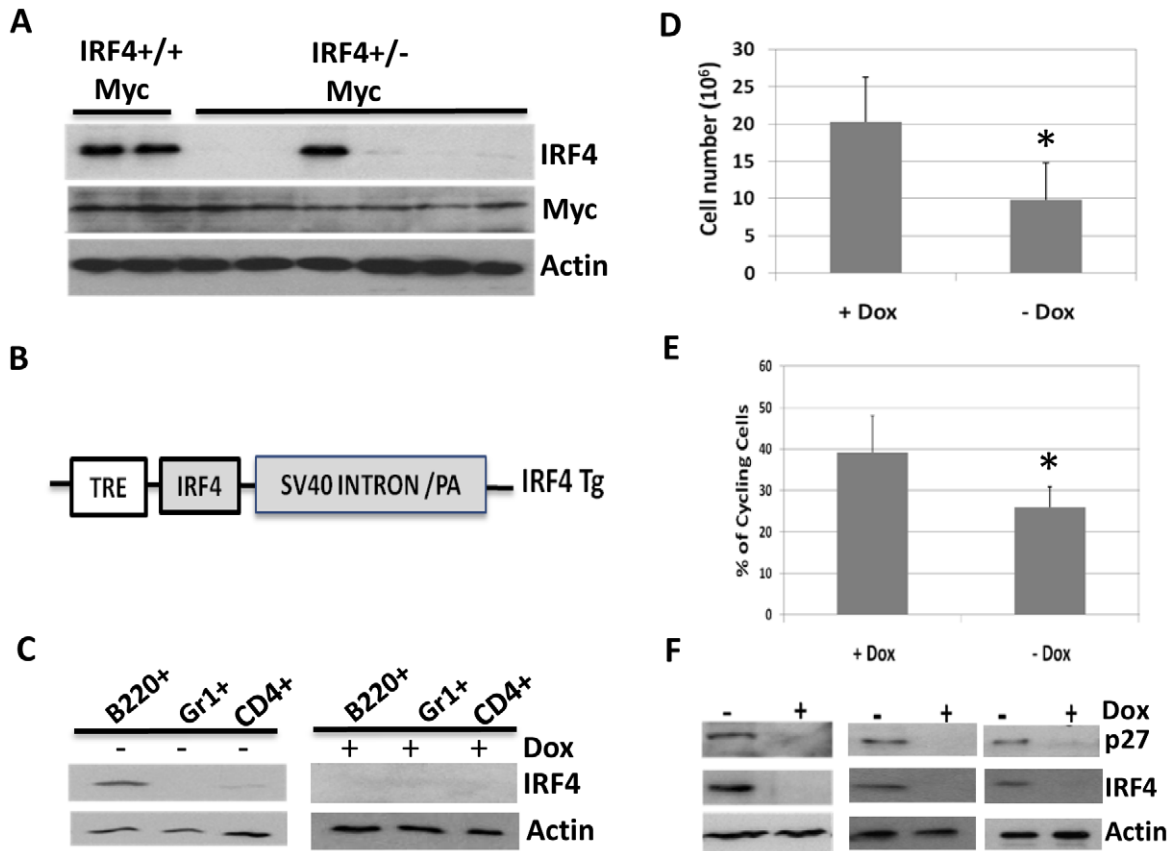 A
IRF4+/+
Myc
IRF4+/-
Myc
IRF4
Myc
Actin
B
TRE
IRF4
SV40 INTRON /PA
IRF4 Tg
C
B220+ Gr1+ CD4+
- - -
B220+ Gr1+ CD4+
+ + +
Dox
IRF4
Actin
D
Cell number (10⁶)
30
25
20
15
10
5
0
*
+ Dox
- Dox
E
% of Cycling Cells
60
50
40
30
20
10
0
*
+ Dox
- Dox
F
- + - + - + Dox
p27
IRF4
Actin